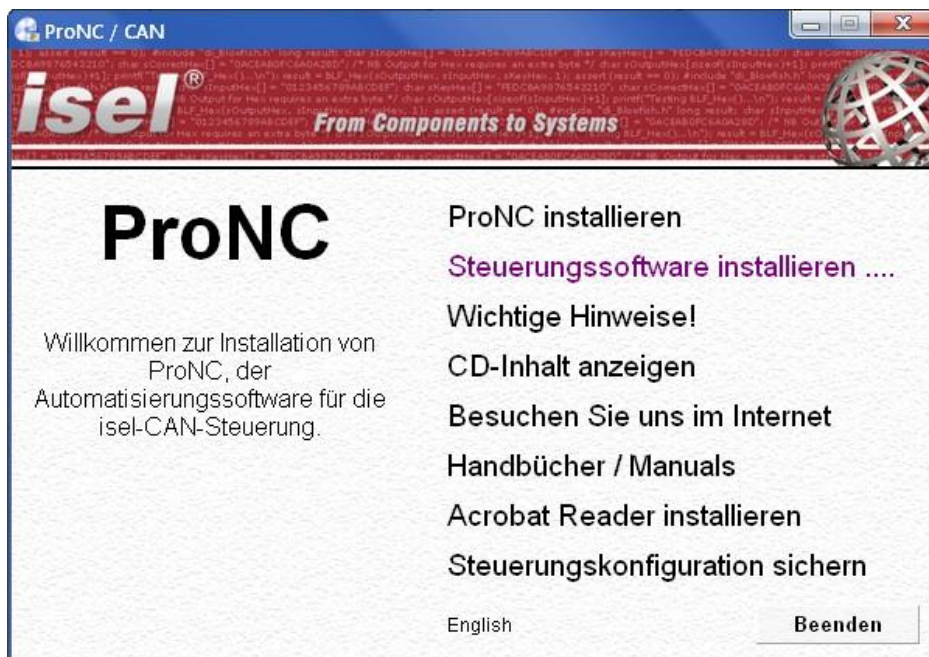 ProNC / CAN
isel®
From Components to Systems
ProNC
Willkommen zur Installation von
ProNC, der
Automatisierungssoftware für die
isel-CAN-Steuerung.
ProNC installieren
Steuerungssoftware installieren ....
Wichtige Hinweise!
CD-Inhalt anzeigen
Besuchen Sie uns im Internet
Handbücher / Manuals
Acrobat Reader installieren
Steuerungskonfiguration sichern
English
Beenden